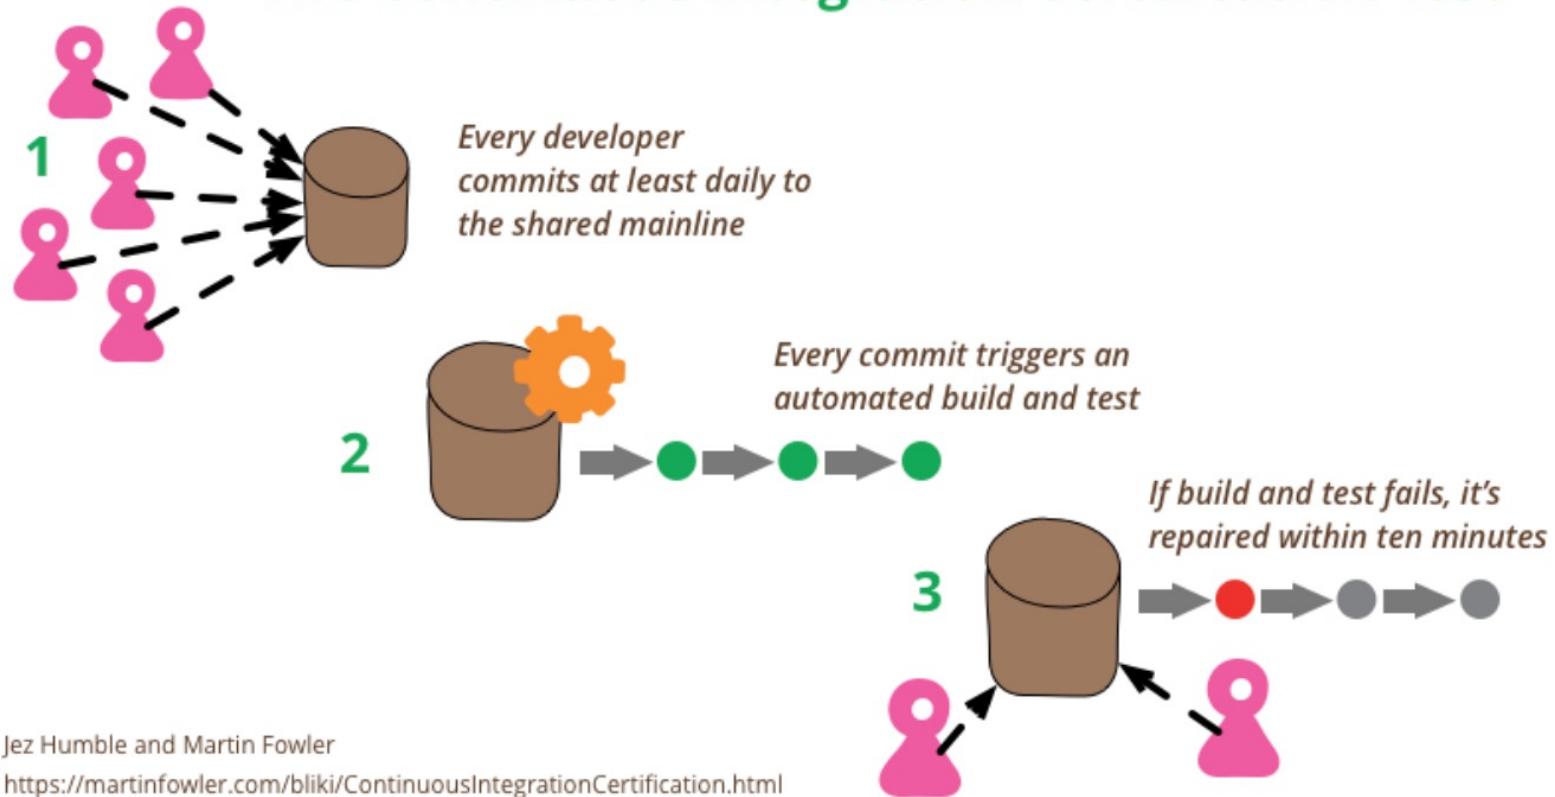 1
Every developer
commits at least daily to
the shared mainline
2
Every commit triggers an
automated build and test
3
If build and test fails, it's
repaired within ten minutes
Jez Humble and Martin Fowler
https://martinfowler.com/bliki/ContinuousIntegrationCertification.html